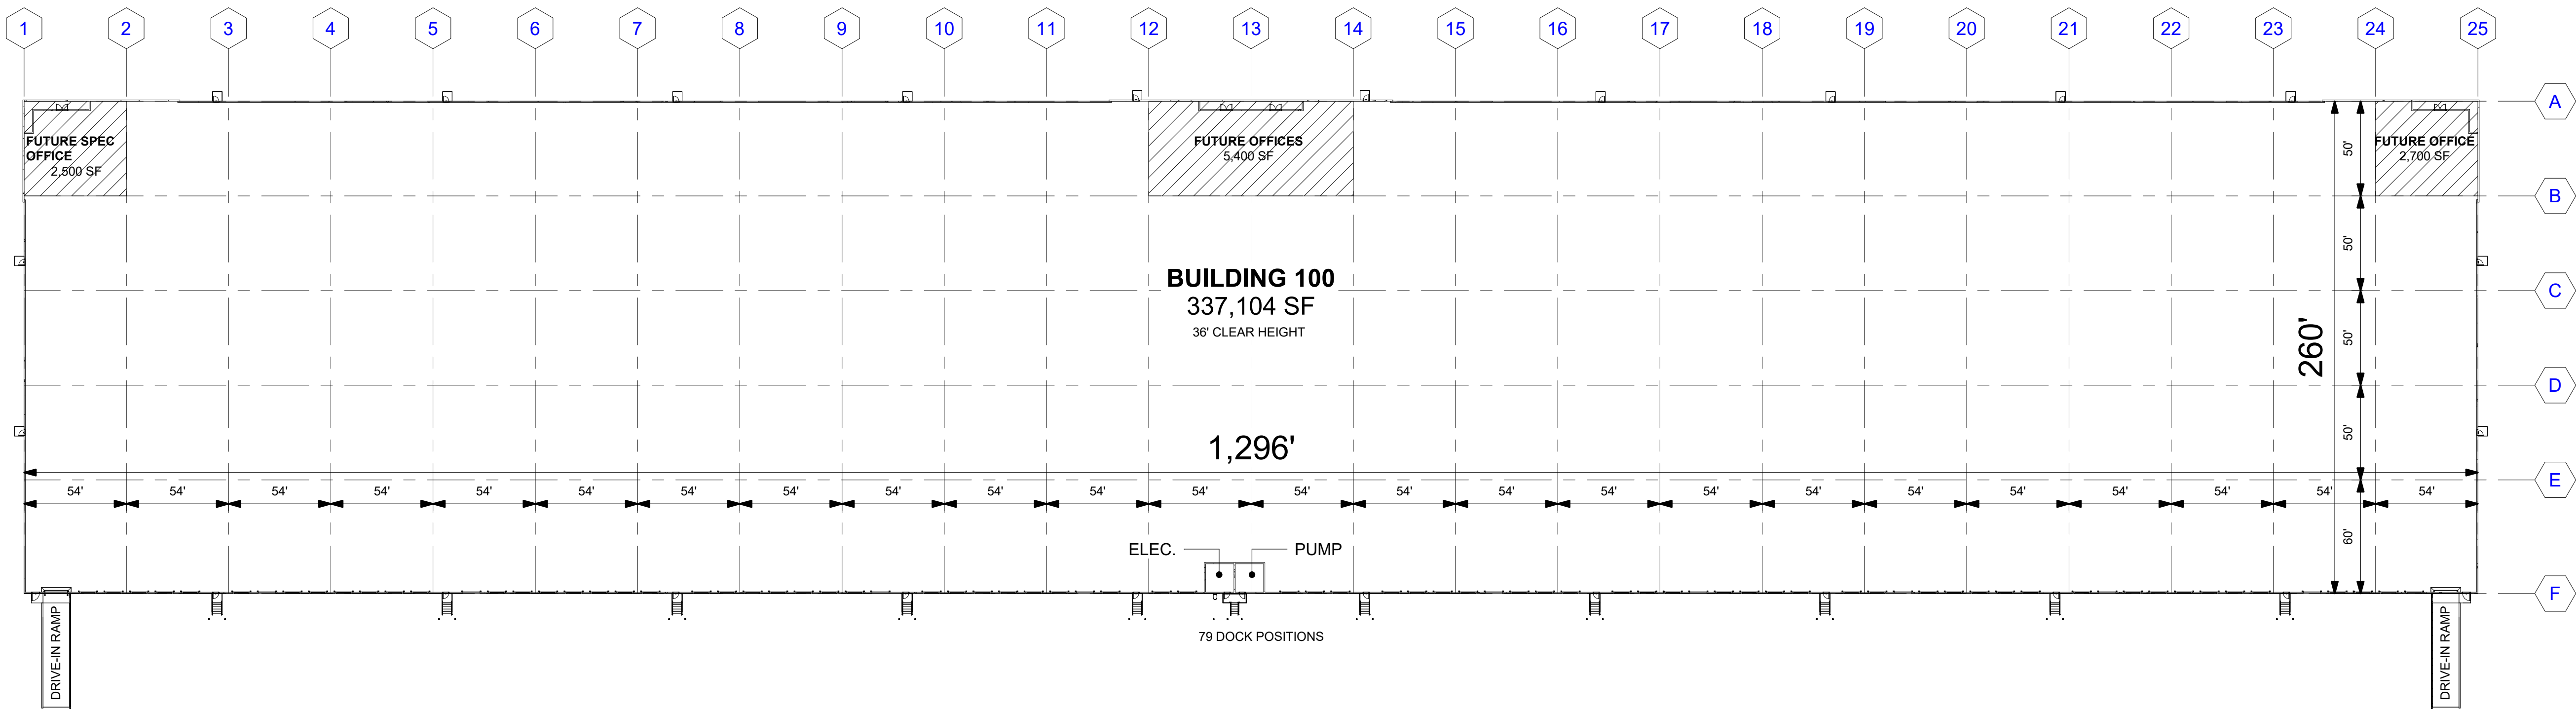 1 2 3 4 5 6 7 8 9 10 11 12 13 14 15 16 17 18 19 20 21 22 23 24 25
A
FUTURE SPEC
OFFICE
2,500 SF
FUTURE OFFICES
5,400 SF
FUTURE OFFICE
2,700 SF
50'
B
50'
BUILDING 100
337,104 SF
36' CLEAR HEIGHT
C
260'
50'
D
1,296'
50'
E
54' 54' 54' 54' 54' 54' 54' 54' 54' 54' 54' 54' 54' 54' 54' 54' 54' 54' 54' 54' 54' 54' 54' 54'
60'
ELEC.
PUMP
F
79 DOCK POSITIONS
DRIVE-IN RAMP
DRIVE-IN RAMP